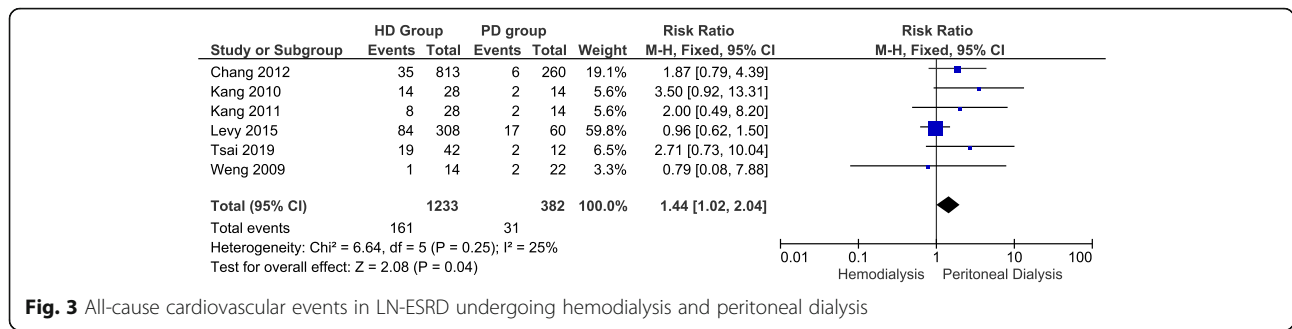 HD Group PD group Risk Ratio Risk Ratio
Study or Subgroup Events Total Events Total Weight M-H, Fixed, 95% CI M-H, Fixed, 95% CI
Chang 2012 35 813 6 260 19.1% 1.87 [0.79, 4.39]
Kang 2010 14 28 2 14 5.6% 3.50 [0.92, 13.31]
Kang 2011 8 28 2 14 5.6% 2.00 [0.49, 8.20]
Levy 2015 84 308 17 60 59.8% 0.96 [0.62, 1.50]
Tsai 2019 19 42 2 12 6.5% 2.71 [0.73, 10.04]
Weng 2009 1 14 2 22 3.3% 0.79 [0.08, 7.88]
Total (95% CI) 1233 382 100.0% 1.44 [1.02, 2.04]
Total events 161 31
Heterogeneity: Chi² = 6.64, df = 5 (P = 0.25); I² = 25%
Test for overall effect: Z = 2.08 (P = 0.04)
0.01 0.1 1 10 100
Hemodialysis Peritoneal Dialysis
Fig. 3 All-cause cardiovascular events in LN-ESRD undergoing hemodialysis and peritoneal dialysis